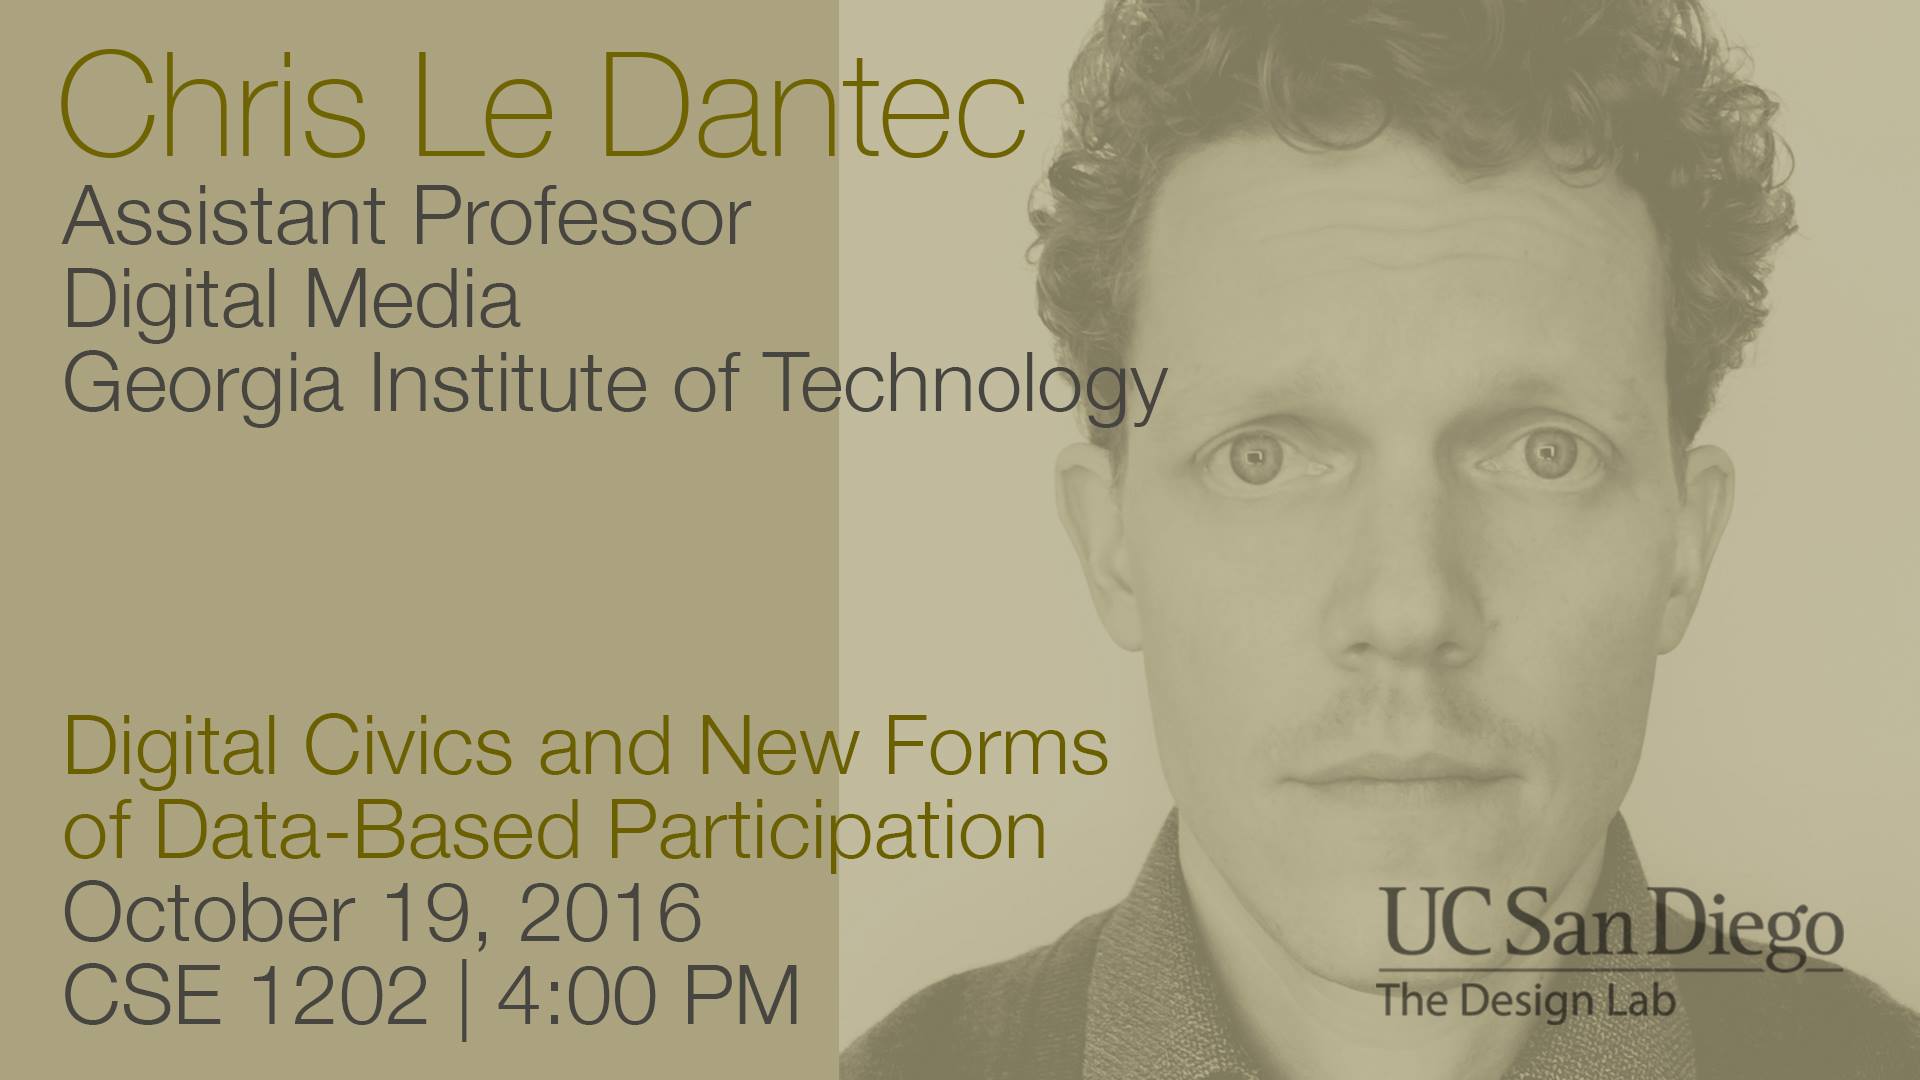 Chris Le Dantec
Assistant Professor
Digital Media
Georgia Institute of Technology
Digital Civics and New Forms
of Data-Based Participation
October 19, 2016
CSE 1202 | 4:00 PM
UC San Diego
The Design Lab